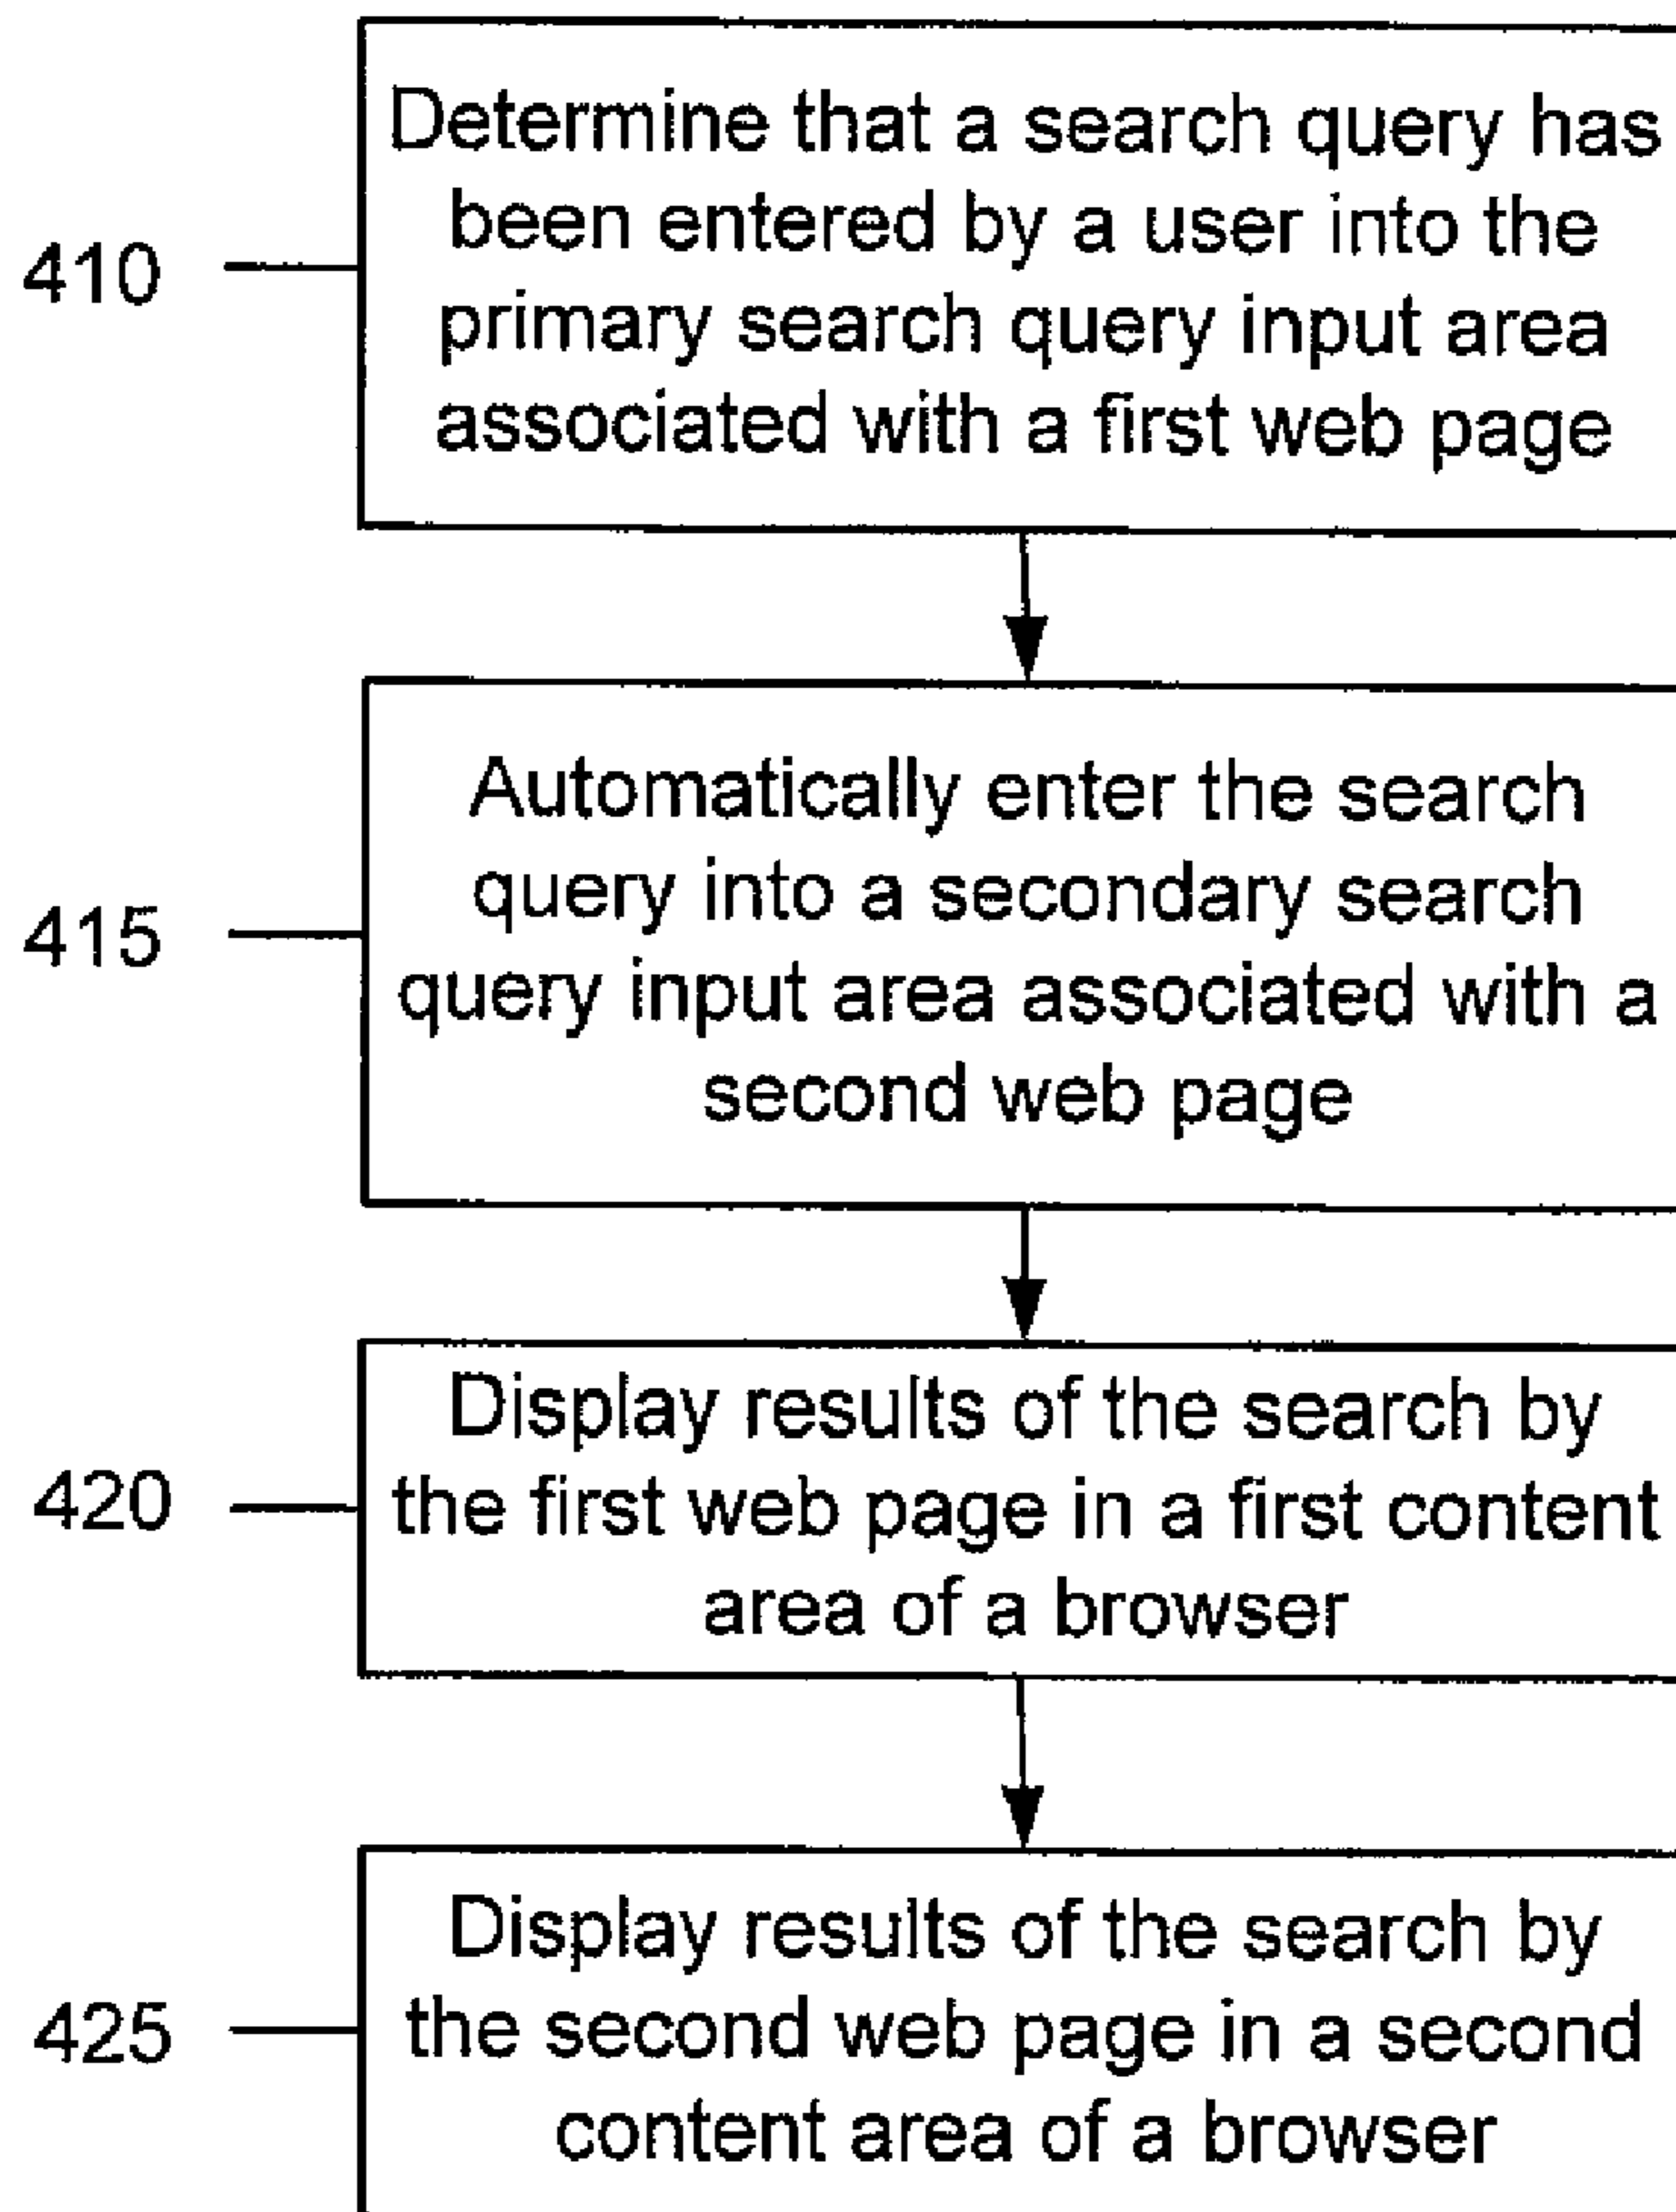 410
Determine that a search query has
been entered by a user into the
primary search query input area
associated with a first web page
415
Automatically enter the search
query into a secondary search
query input area associated with a
second web page
420
Display results of the search by
the first web page in a first content
area of a browser
425
Display results of the search by
the second web page in a second
content area of a browser